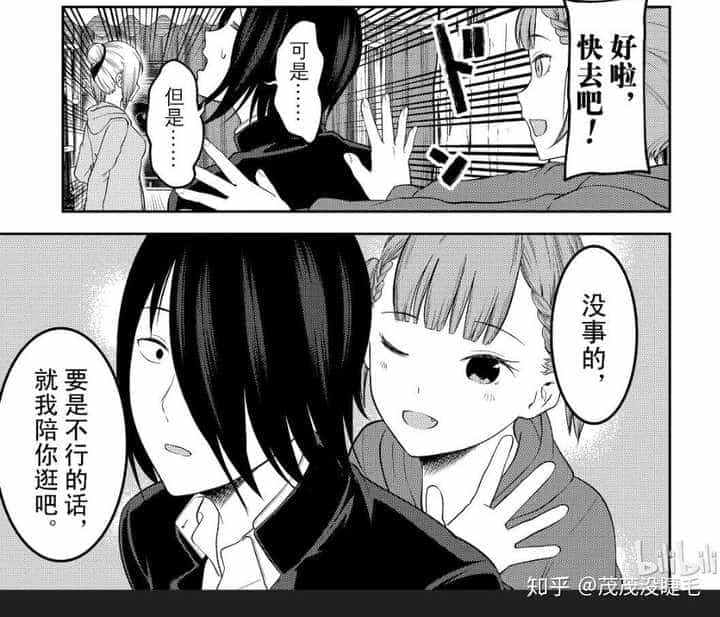 好啦，
快去吧！
可是……
但是……
ドド
没事的，
要是不行的话，
就我陪你逛吧。
bilibili
知乎 @茂茂没睫毛